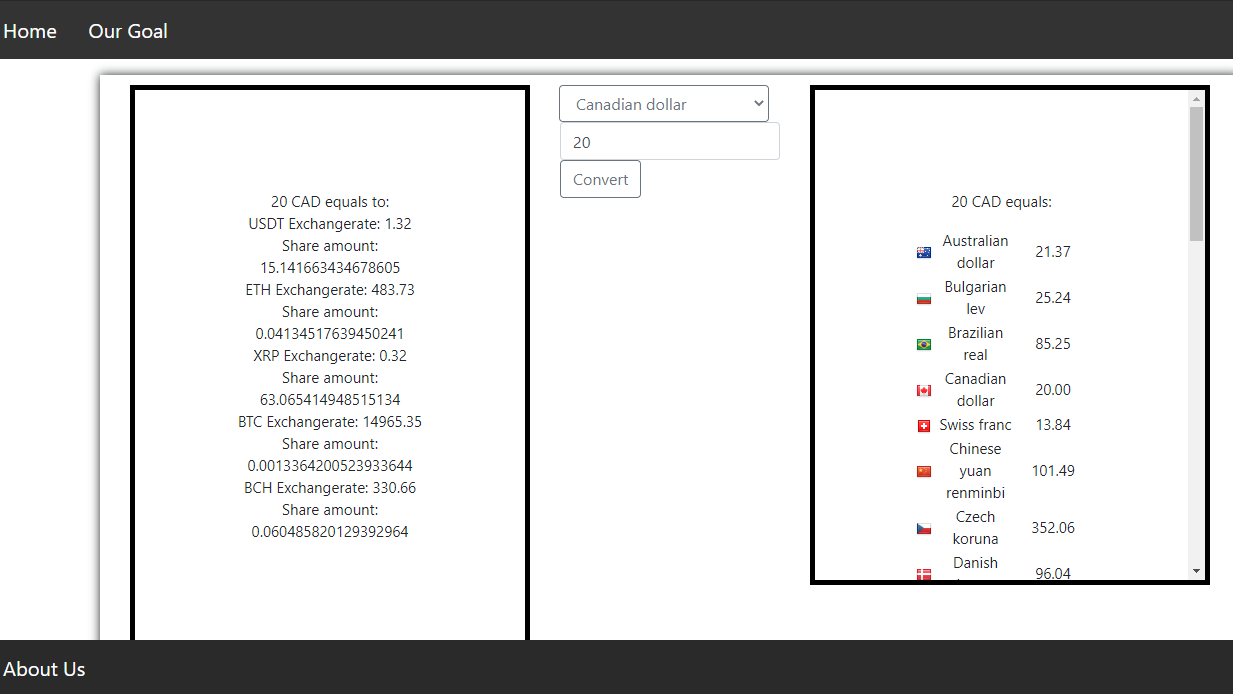 Home
Our Goal
20 CAD equals to:
USDT Exchangerate: 1.32
Share amount:
15.141663434678605
ETH Exchangerate: 483.73
Share amount:
0.04134517639450241
XRP Exchangerate: 0.32
Share amount:
63.065414948515134
BTC Exchangerate: 14965.35
Share amount:
0.0013364200523933644
BCH Exchangerate: 330.66
Share amount:
0.060485820129392964
Canadian dollar
20
Convert
20 CAD equals:
Australian
dollar
21.37
Bulgarian
lev
25.24
Brazilian
real
85.25
Canadian
dollar
20.00
Swiss franc
13.84
Chinese
yuan
renminbi
101.49
Czech
koruna
352.06
Danish
96.04
About Us